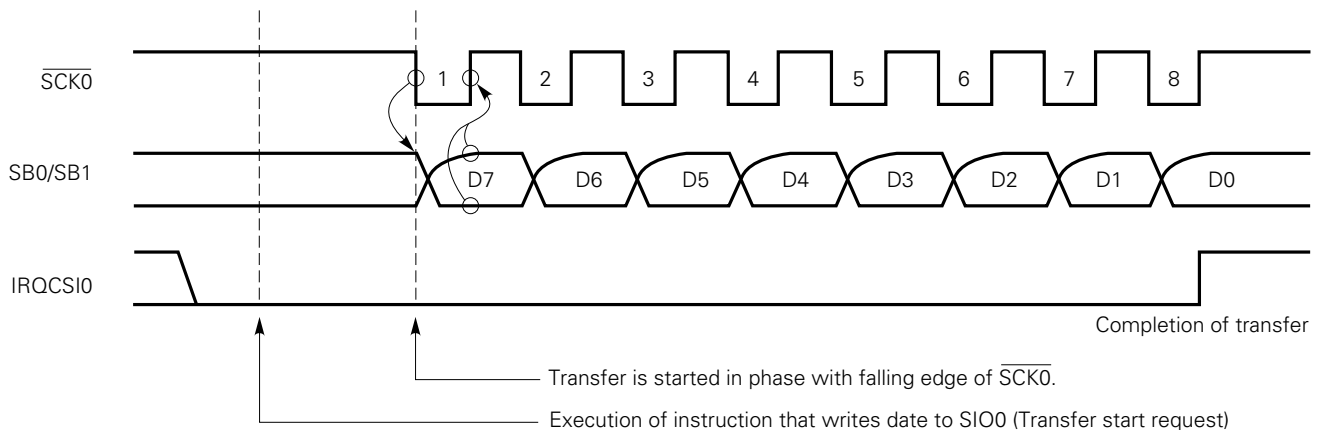 SCK0
1 2 3 4 5 6 7 8
SB0/SB1
D7 D6 D5 D4 D3 D2 D1 D0
IRQCSI0
Completion of transfer
Transfer is started in phase with falling edge of SCK0.
Execution of instruction that writes date to SIO0 (Transfer start request)